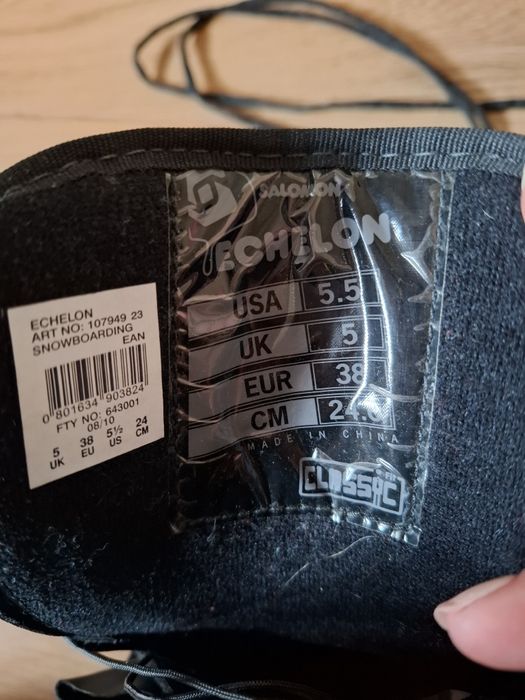 SALOMON
ECHELON
USA 5.5
UK 5
EUR 38
CM 24.0
MADE IN CHINA
CLASSIC
ECHELON
ART NO: 107949 23
SNOWBOARDING
EAN
0 801634 903824
FTY NO: 643001
08/10
5 38 5½ 24
UK EU US CM